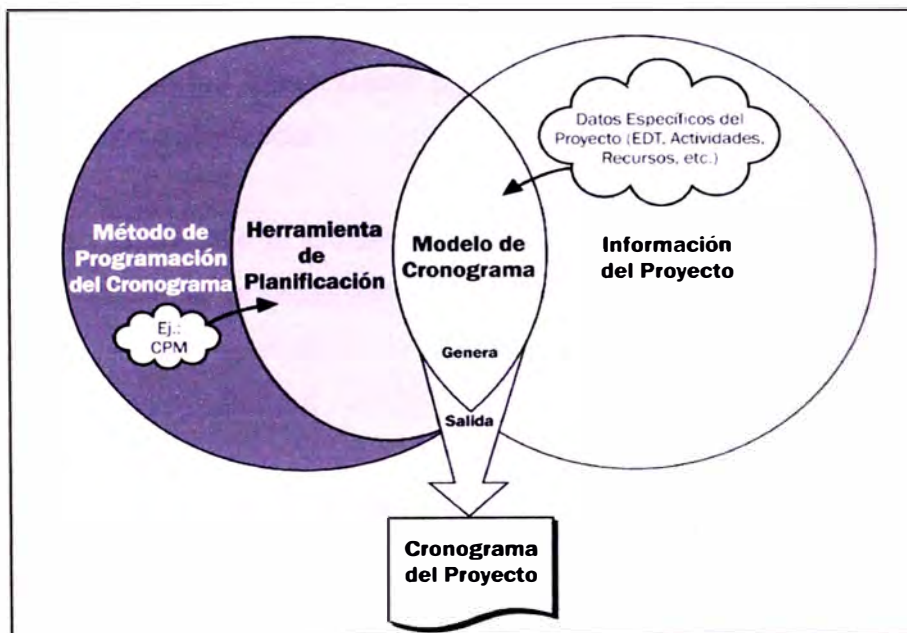 Datos Específicos del
Proyecto (EDT, Actividades,
Recursos, etc.)
Método de
Programación
del Cronograma
Herramienta
de
Planificación
Modelo de
Cronograma
Información
del Proyecto
Ej.:
CPM
Genera
Salida
Cronograma
del Proyecto